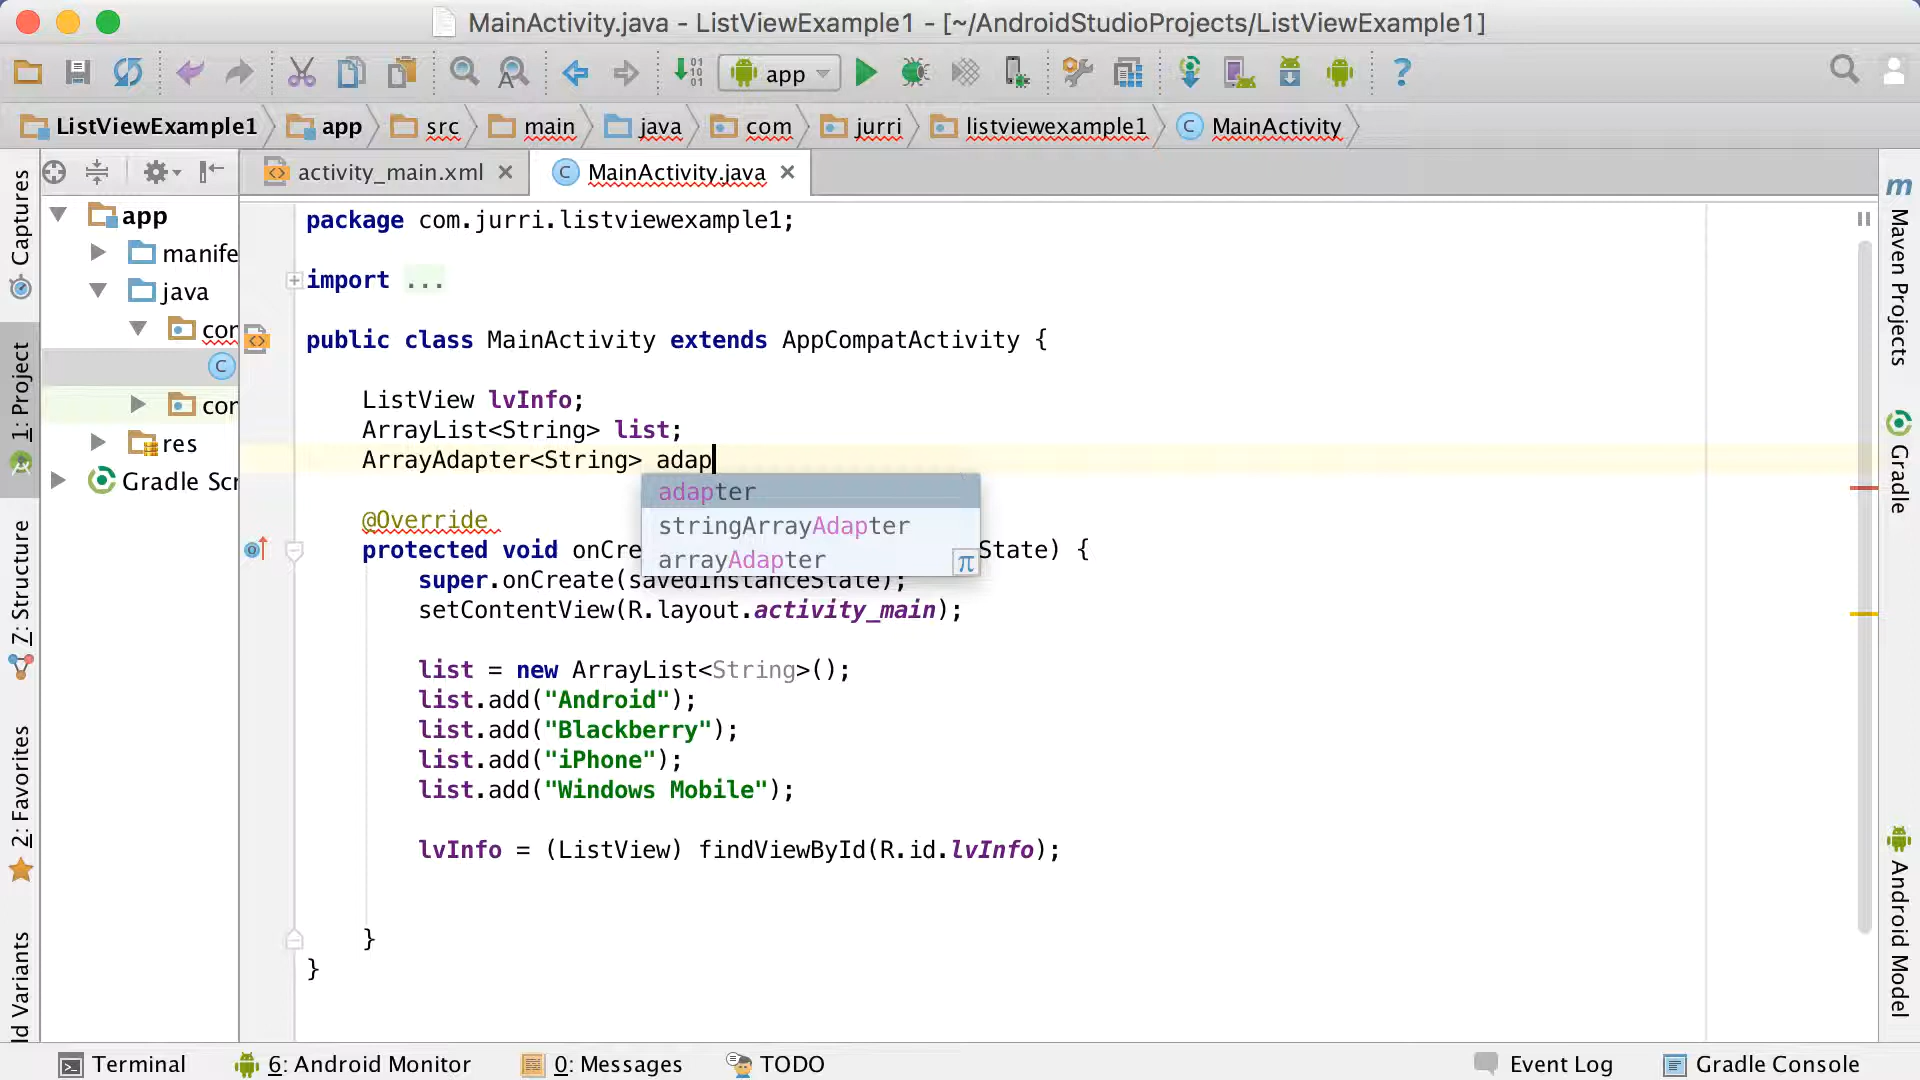 MainActivity.java - ListViewExample1 - [~/AndroidStudioProjects/ListViewExample1]
app
ListViewExample1 app src main java com jurri listviewexample1 MainActivity
activity_main.xml MainActivity.java
Captures
1: Project
7: Structure
2: Favorites
ld Variants
app
manife
java
cor
cor
res
Gradle Scr
package com.jurri.listviewexample1;
import ...
public class MainActivity extends AppCompatActivity {
ListView lvInfo;
ArrayList<String> list;
ArrayAdapter<String> adap
adapter
stringArrayAdapter
arrayAdapter π
@Override
protected void onCre State) {
super.onCreate(savedInstanceState);
setContentView(R.layout.activity_main);
list = new ArrayList<String>();
list.add("Android");
list.add("Blackberry");
list.add("iPhone");
list.add("Windows Mobile");
lvInfo = (ListView) findViewById(R.id.lvInfo);
}
}
Maven Projects
Gradle
Android Model
Terminal 6: Android Monitor 0: Messages TODO Event Log Gradle Console